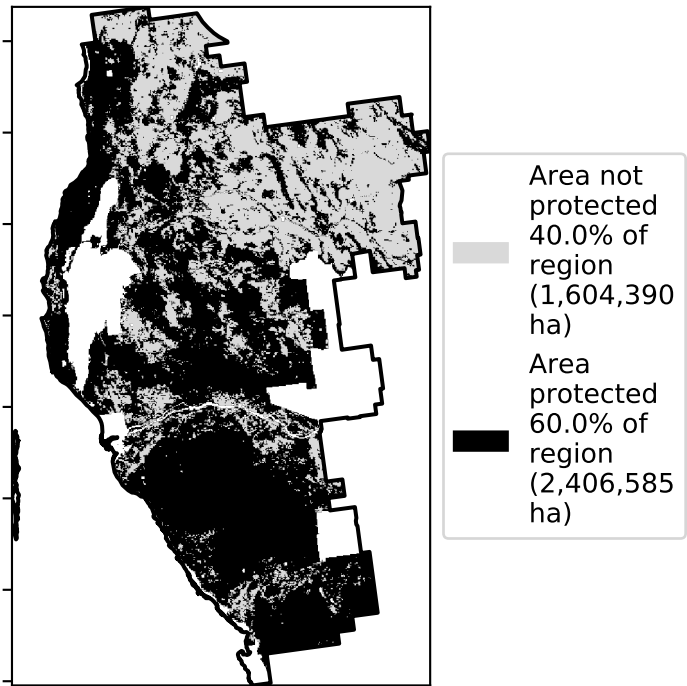 Area not
protected
40.0% of
region
(1,604,390
ha)
Area
protected
60.0% of
region
(2,406,585
ha)